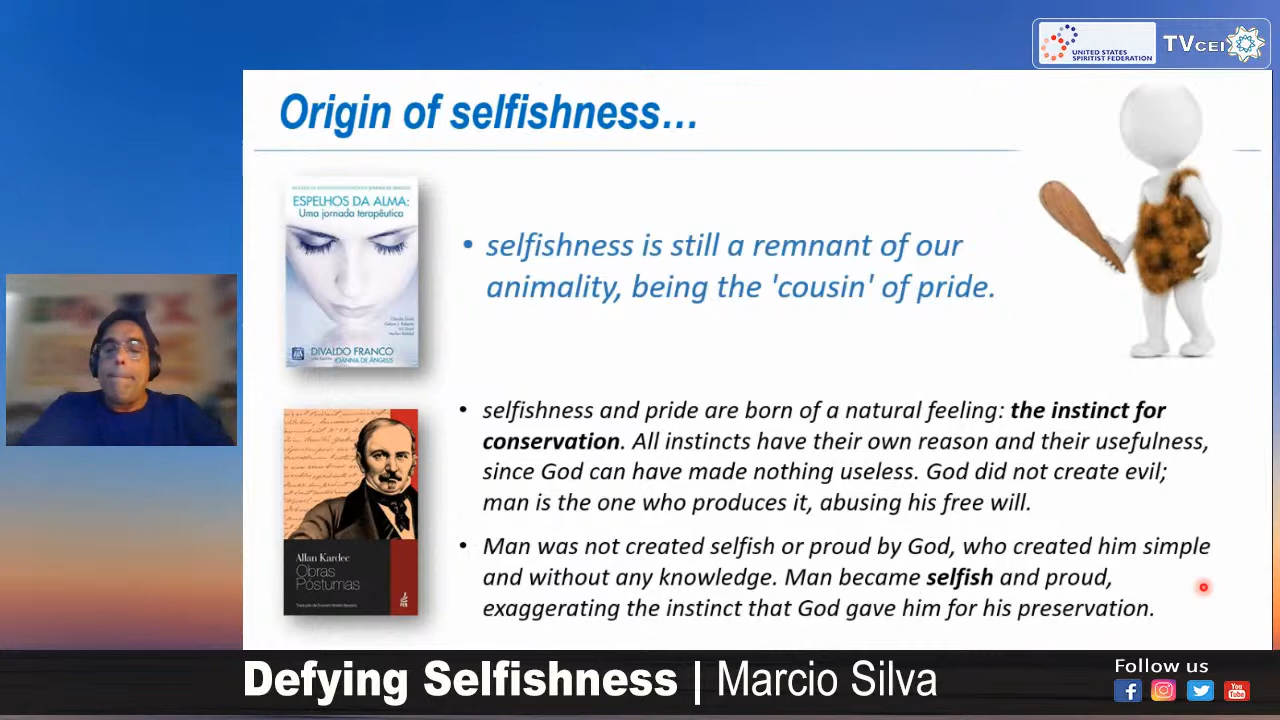 UNITED STATES
SPIRITIST FEDERATION
TVCEI
Origin of selfishness…
ESPELHOS DA ALMA:
Uma jornada terapêutica
DIVALDO FRANCO
JOANNA DE ÂNGELIS
• selfishness is still a remnant of our
animality, being the 'cousin' of pride.
• selfishness and pride are born of a natural feeling: the instinct for
conservation. All instincts have their own reason and their usefulness,
since God can have made nothing useless. God did not create evil;
man is the one who produces it, abusing his free will.
Allan Kardec
Obras
Póstumas
• Man was not created selfish or proud by God, who created him simple
and without any knowledge. Man became selfish and proud,
exaggerating the instinct that God gave him for his preservation.
Defying Selfishness | Marcio Silva
Follow us